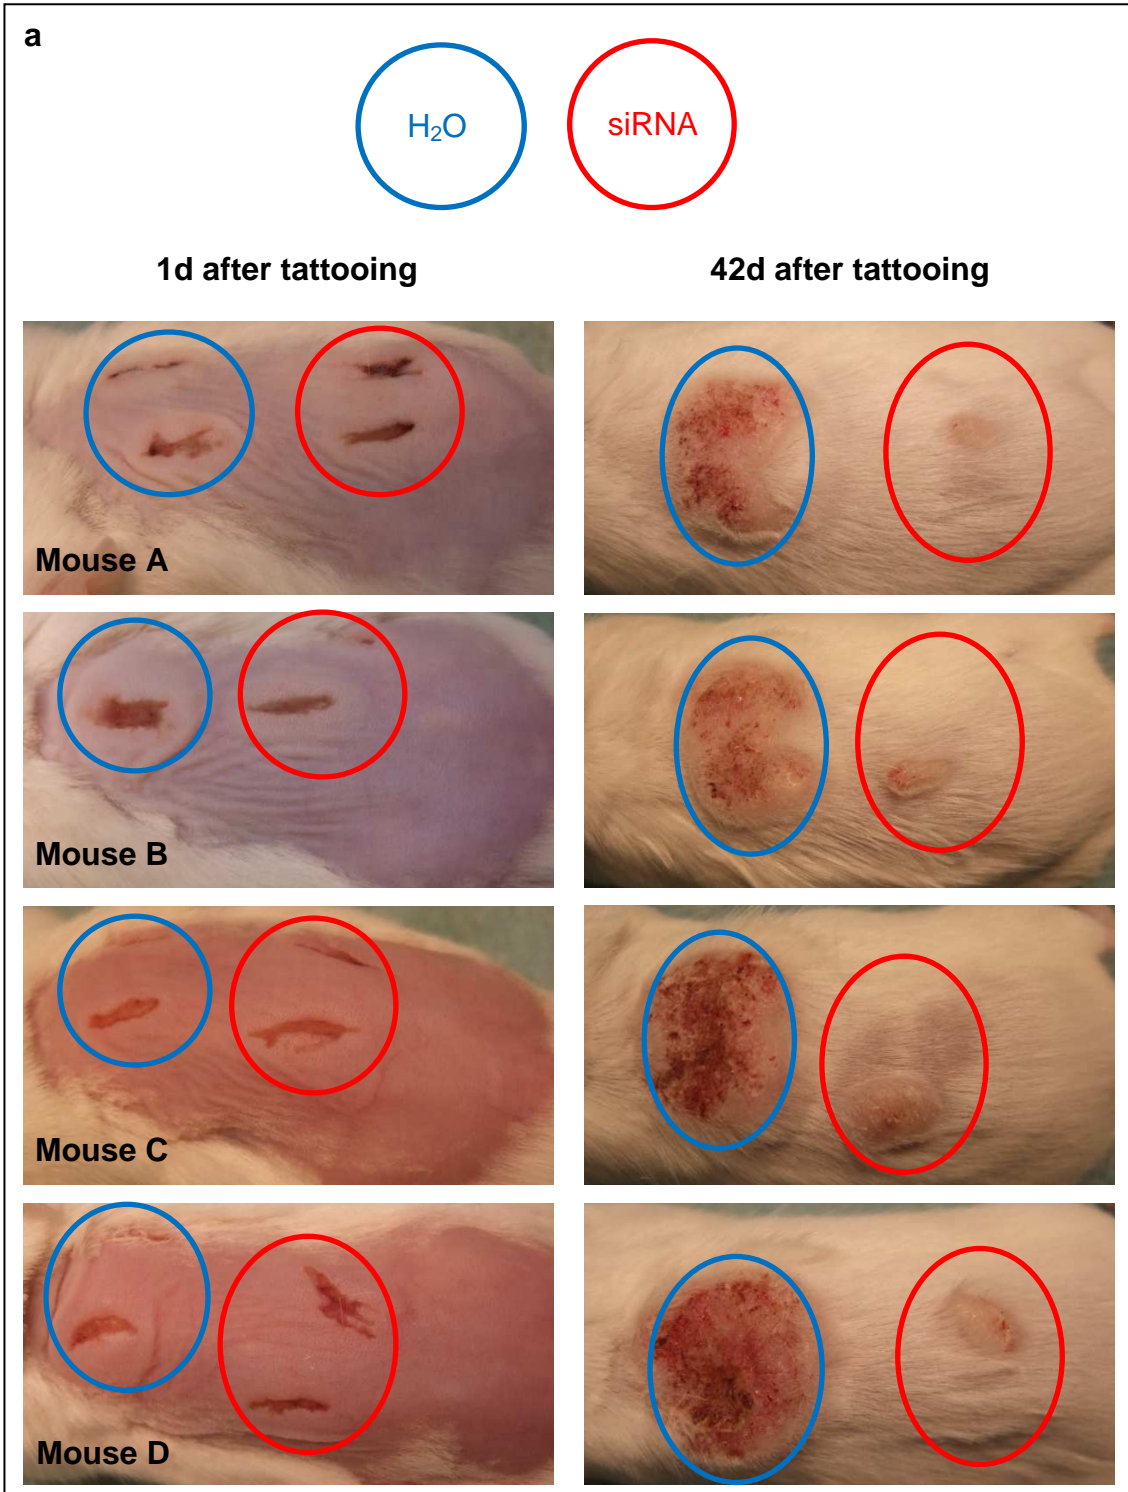 a
H₂O
siRNA
1d after tattooing
42d after tattooing
Mouse A
Mouse B
Mouse C
Mouse D